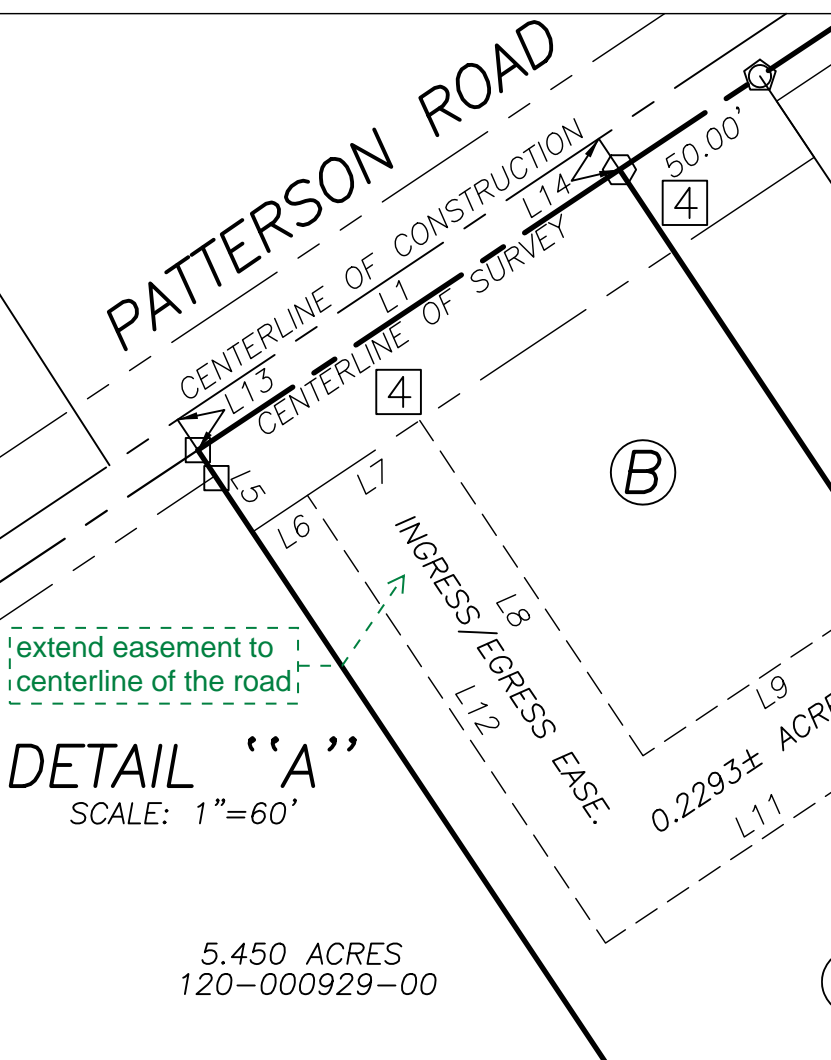 PATTERSON ROAD
50.00'
4
CENTERLINE OF CONSTRUCTION
L14
L1
CENTERLINE OF SURVEY
L13
4
B
L5
L7
L6
INGRESS/EGRESS EASE.
L8
extend easement to
centerline of the road
L12
L9
0.2293± ACRE
L11
DETAIL "A"
SCALE: 1"=60'
5.450 ACRES
120-000929-00